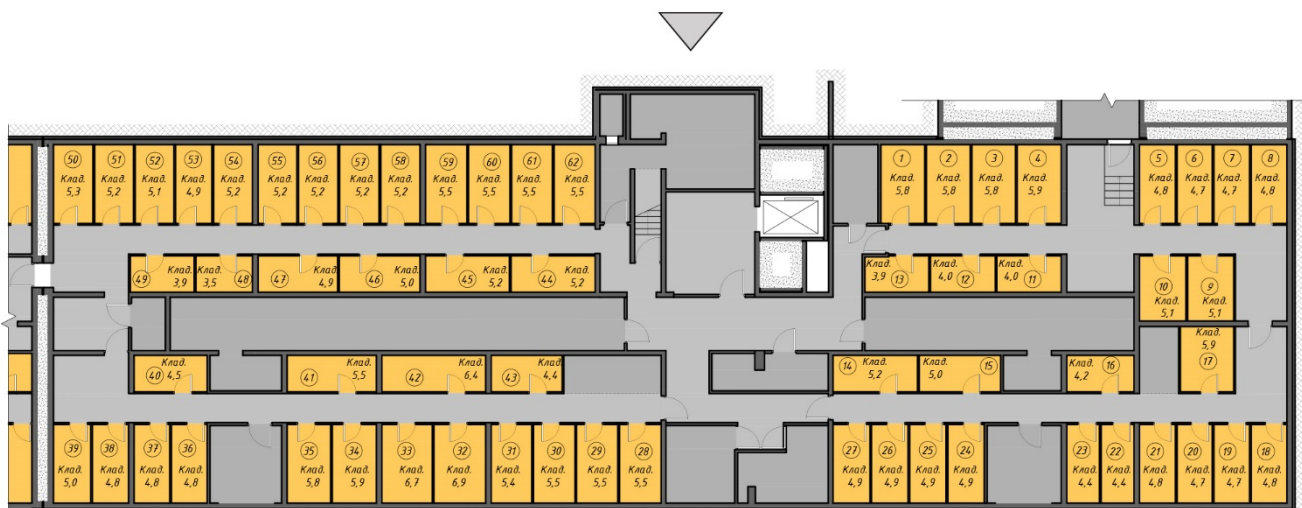 50 Клад. 5,3
51 Клад. 5,2
52 Клад. 5,1
53 Клад. 4,9
54 Клад. 5,2
55 Клад. 5,2
56 Клад. 5,2
57 Клад. 5,2
58 Клад. 5,2
59 Клад. 5,5
60 Клад. 5,5
61 Клад. 5,5
62 Клад. 5,5
1 Клад. 5,8
2 Клад. 5,8
3 Клад. 5,8
4 Клад. 5,9
5 Клад. 4,8
6 Клад. 4,7
7 Клад. 4,7
8 Клад. 4,8
49 Клад. 3,9
Клад. 3,5 48
47 Клад. 4,9
46 Клад. 5,0
45 Клад. 5,2
44 Клад. 5,2
Клад. 3,9 13
Клад. 4,0 12
Клад. 4,0 11
10 Клад. 5,1
9 Клад. 5,1
Клад. 5,9 17
40 Клад. 4,5
41 Клад. 5,5
42 Клад. 6,4
43 Клад. 4,4
14 Клад. 5,2
Клад. 5,0 15
Клад. 4,2 16
39 Клад. 5,0
38 Клад. 4,8
37 Клад. 4,8
36 Клад. 4,8
35 Клад. 5,8
34 Клад. 5,9
33 Клад. 6,7
32 Клад. 6,9
31 Клад. 5,4
30 Клад. 5,5
29 Клад. 5,5
28 Клад. 5,5
27 Клад. 4,9
26 Клад. 4,9
25 Клад. 4,9
24 Клад. 4,9
23 Клад. 4,4
22 Клад. 4,4
21 Клад. 4,8
20 Клад. 4,7
19 Клад. 4,7
18 Клад. 4,8